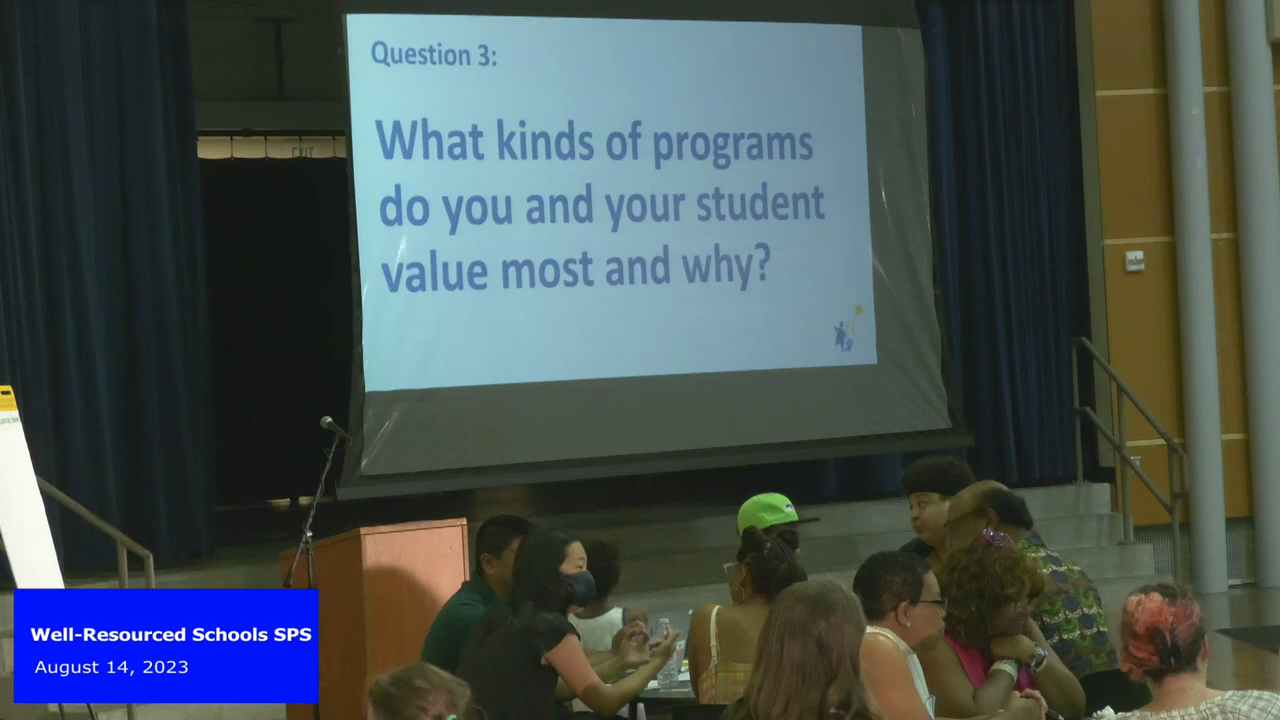 Question 3:
What kinds of programs
do you and your student
value most and why?
EXIT
Well-Resourced Schools SPS
August 14, 2023